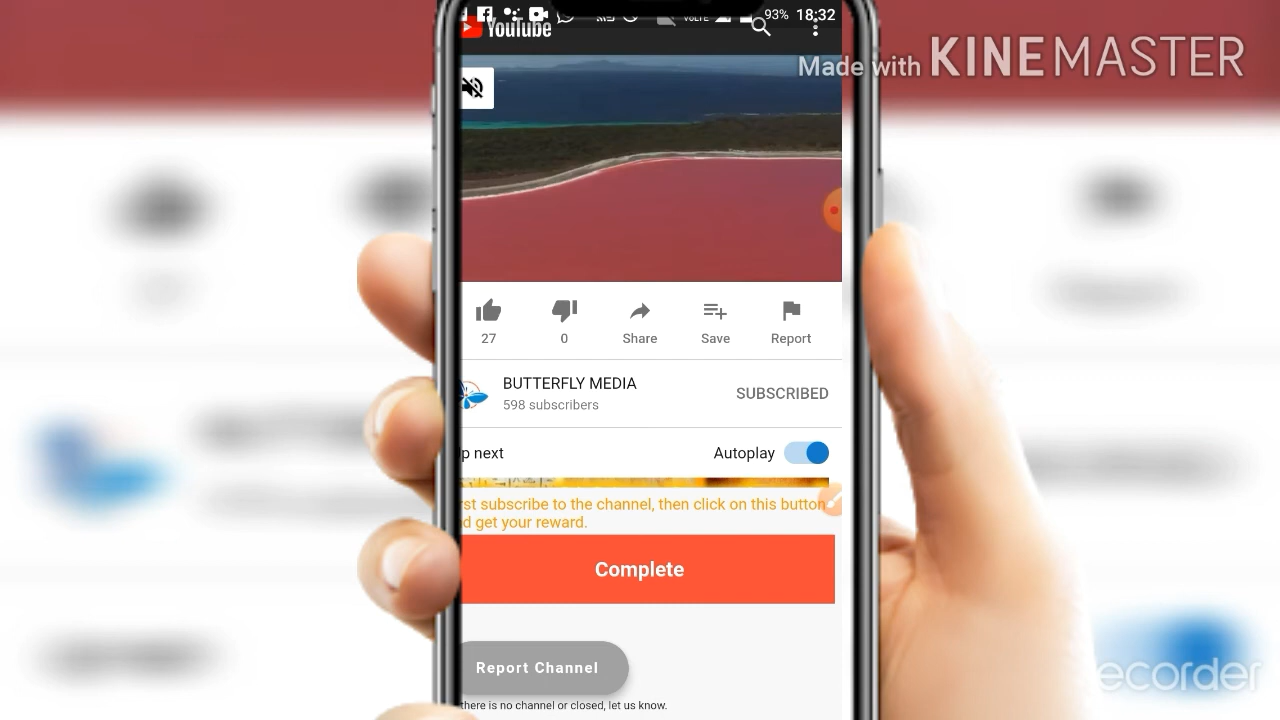 93% 18:32
YouTube
Made with KINEMASTER
27
0
Share
Save
Report
BUTTERFLY MEDIA
598 subscribers
SUBSCRIBED
p next
Autoplay
rst subscribe to the channel, then click on this button
d get your reward.
Complete
Report Channel
there is no channel or closed, let us know.
ecorder